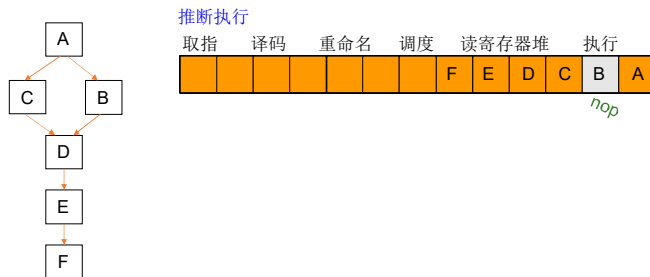 推断执行
取指 译码 重命名 调度 读寄存器堆 执行
F E D C B A
nop
A
C B
D
E
F